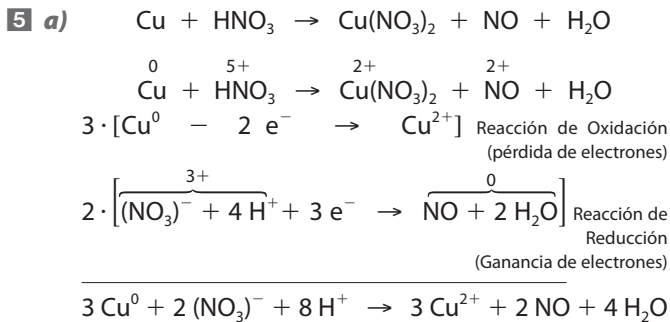 5 a) Cu + HNO₃ → Cu(NO₃)₂ + NO + H₂O
0 5+ 2+ 2+
Cu + HNO₃ → Cu(NO₃)₂ + NO + H₂O
3 · [Cu⁰ − 2 e⁻ → Cu²⁺] Reacción de Oxidación
(pérdida de electrones)
3+ 0
2 · [(NO₃)⁻ + 4 H⁺ + 3 e⁻ → NO + 2 H₂O] Reacción de
Reducción
(Ganancia de electrones)
3 Cu⁰ + 2 (NO₃)⁻ + 8 H⁺ → 3 Cu²⁺ + 2 NO + 4 H₂O